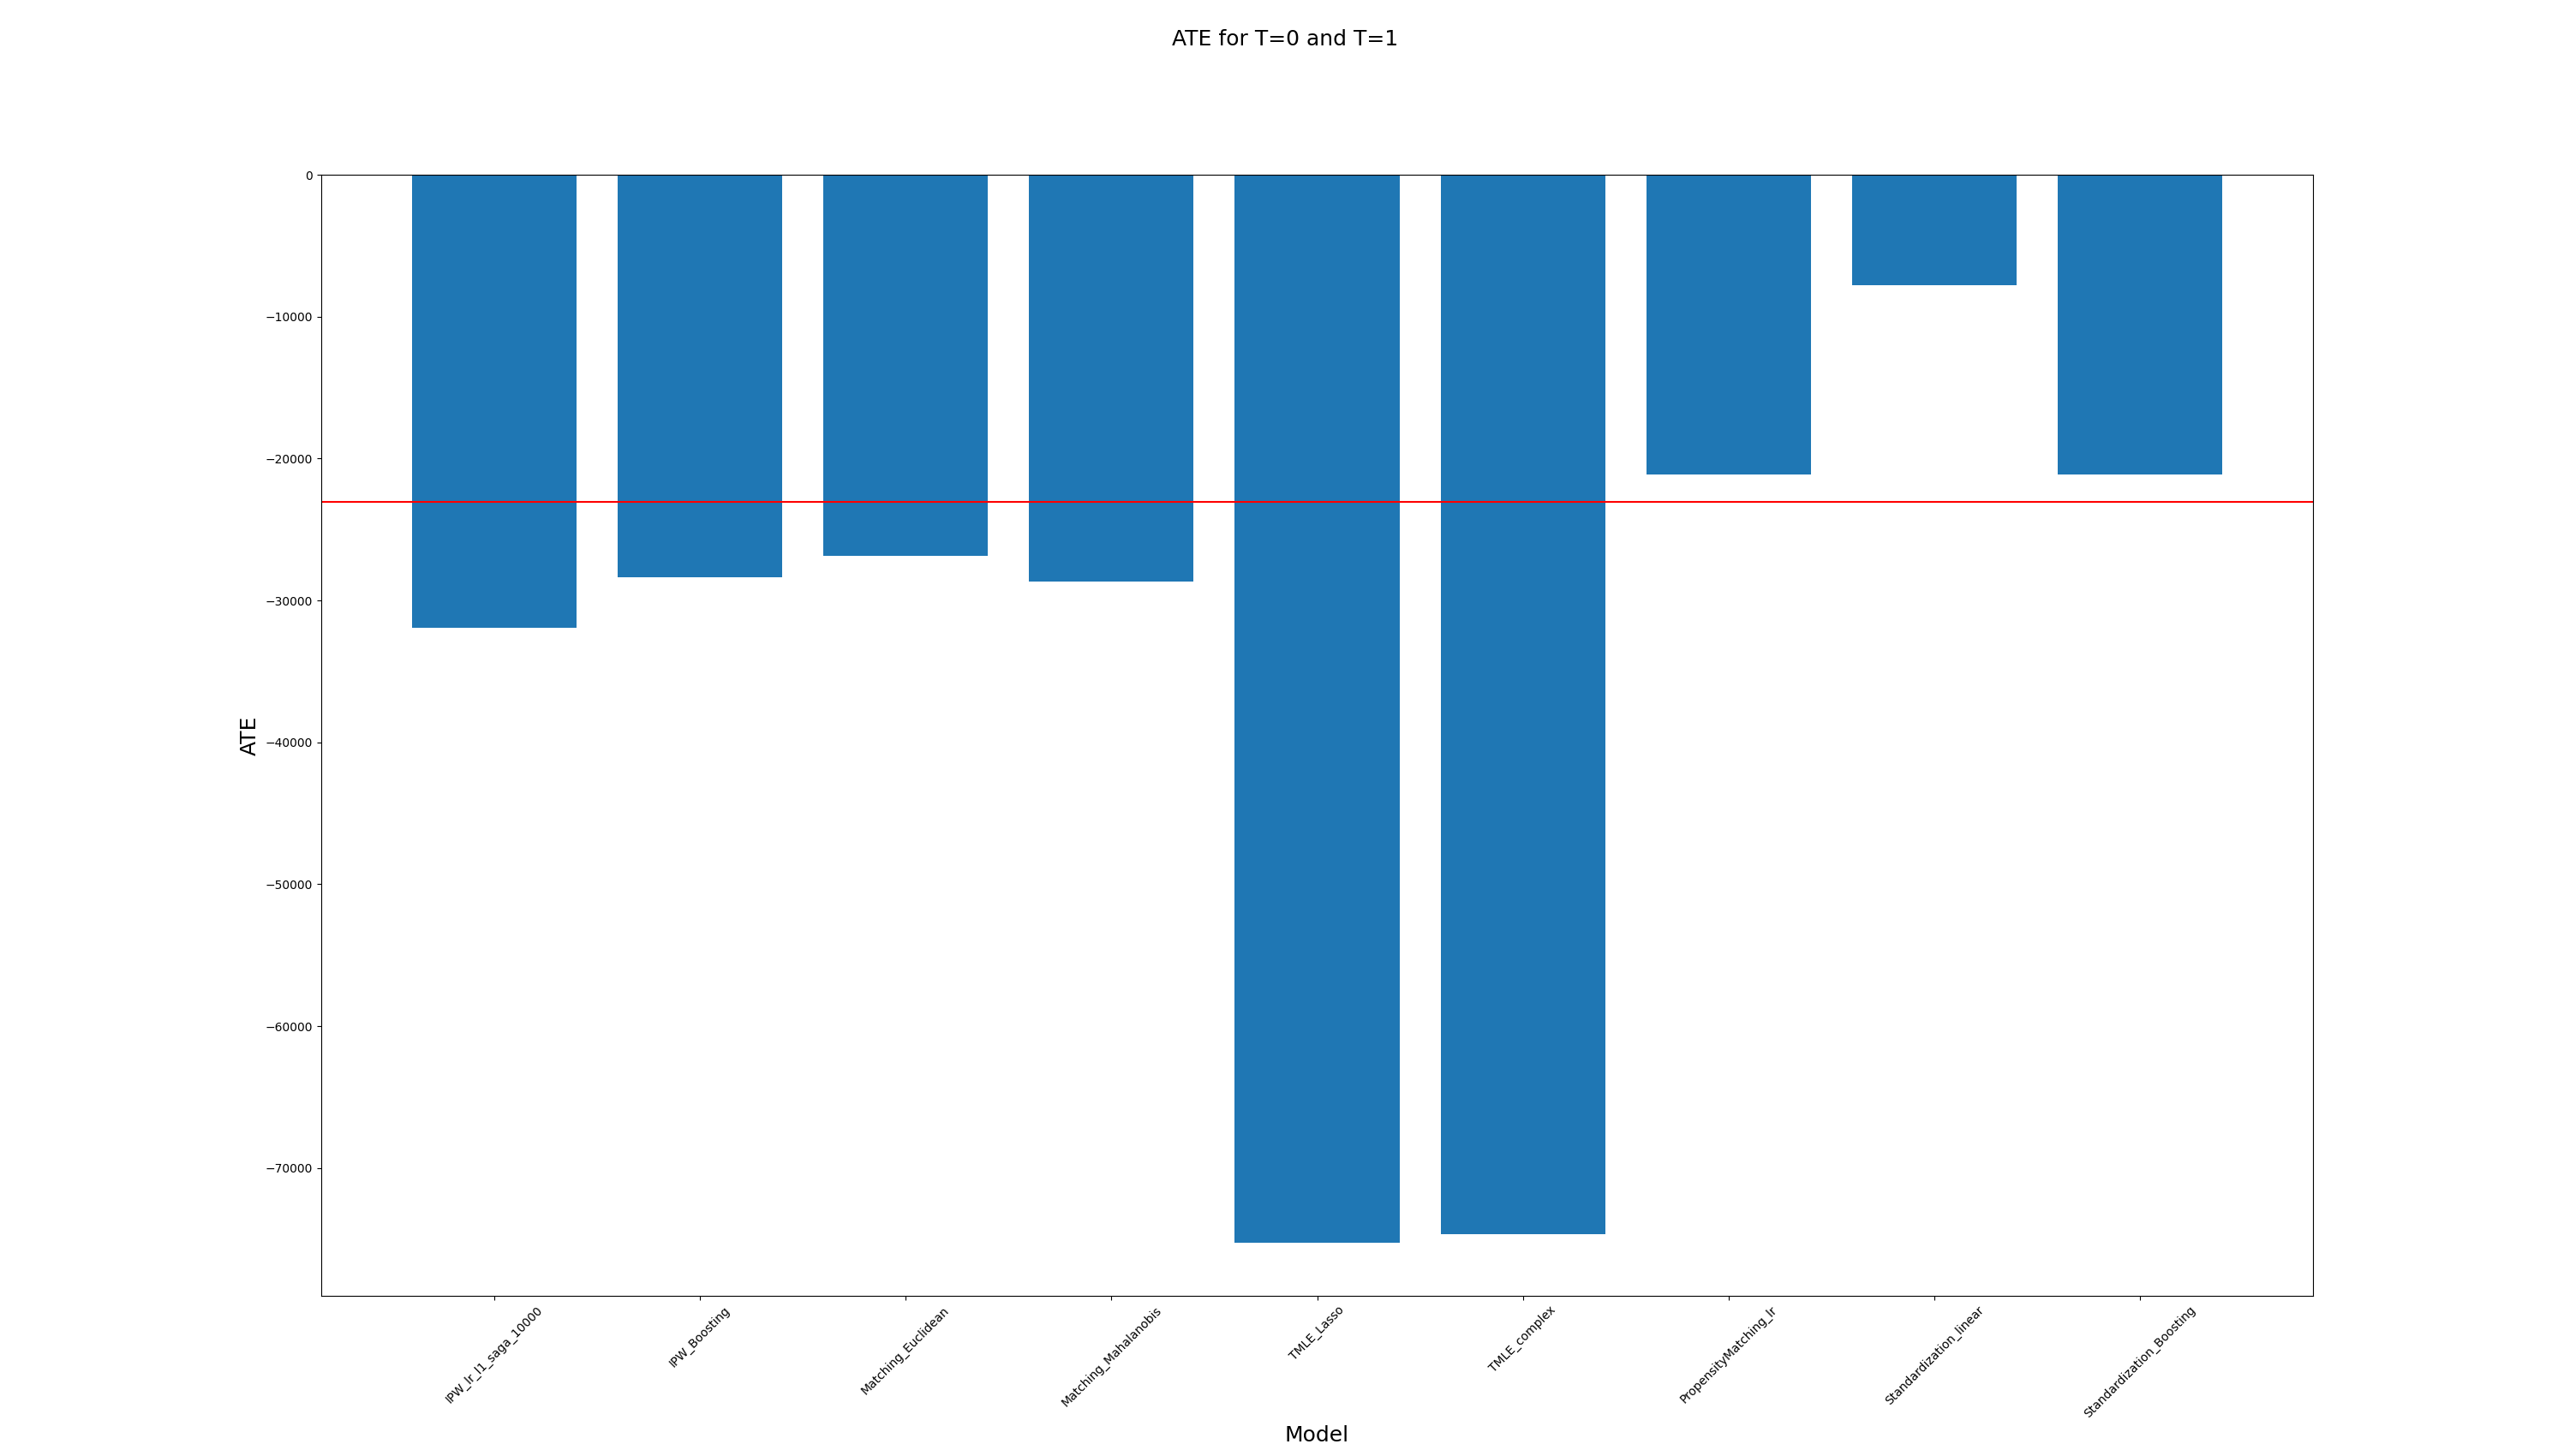 ATE for T=0 and T=1
0
−10000
−20000
−30000
−40000
−50000
−60000
−70000
ATE
IPW_lr_l1_saga_10000
IPW_Boosting
Matching_Euclidean
Matching_Mahalanobis
TMLE_Lasso
TMLE_complex
PropensityMatching_lr
Standardization_linear
Standardization_Boosting
Model